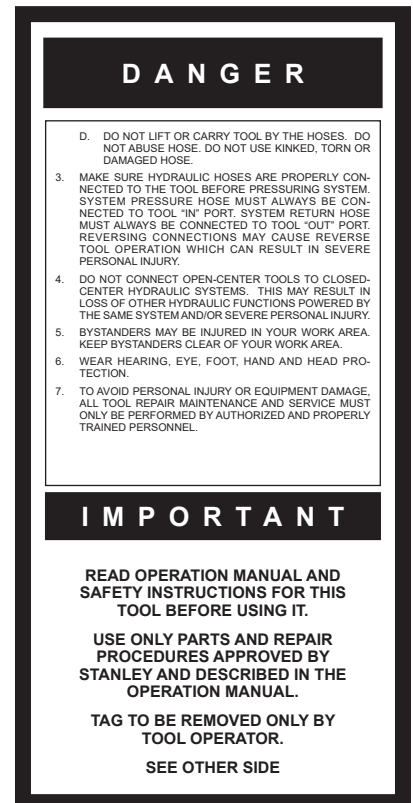 DANGER
D. DO NOT LIFT OR CARRY TOOL BY THE HOSES. DO
NOT ABUSE HOSE. DO NOT USE KINKED, TORN OR
DAMAGED HOSE.
3. MAKE SURE HYDRAULIC HOSES ARE PROPERLY CON-
NECTED TO THE TOOL BEFORE PRESSURING SYSTEM.
SYSTEM PRESSURE HOSE MUST ALWAYS BE CON-
NECTED TO TOOL “IN” PORT. SYSTEM RETURN HOSE
MUST ALWAYS BE CONNECTED TO TOOL “OUT” PORT.
REVERSING CONNECTIONS MAY CAUSE REVERSE
TOOL OPERATION WHICH CAN RESULT IN SEVERE
PERSONAL INJURY.
4. DO NOT CONNECT OPEN-CENTER TOOLS TO CLOSED-
CENTER HYDRAULIC SYSTEMS. THIS MAY RESULT IN
LOSS OF OTHER HYDRAULIC FUNCTIONS POWERED BY
THE SAME SYSTEM AND/OR SEVERE PERSONAL INJURY.
5. BYSTANDERS MAY BE INJURED IN YOUR WORK AREA.
KEEP BYSTANDERS CLEAR OF YOUR WORK AREA.
6. WEAR HEARING, EYE, FOOT, HAND AND HEAD PRO-
TECTION.
7. TO AVOID PERSONAL INJURY OR EQUIPMENT DAMAGE,
ALL TOOL REPAIR MAINTENANCE AND SERVICE MUST
ONLY BE PERFORMED BY AUTHORIZED AND PROPERLY
TRAINED PERSONNEL.
IMPORTANT
READ OPERATION MANUAL AND
SAFETY INSTRUCTIONS FOR THIS
TOOL BEFORE USING IT.
USE ONLY PARTS AND REPAIR
PROCEDURES APPROVED BY
STANLEY AND DESCRIBED IN THE
OPERATION MANUAL.
TAG TO BE REMOVED ONLY BY
TOOL OPERATOR.
SEE OTHER SIDE